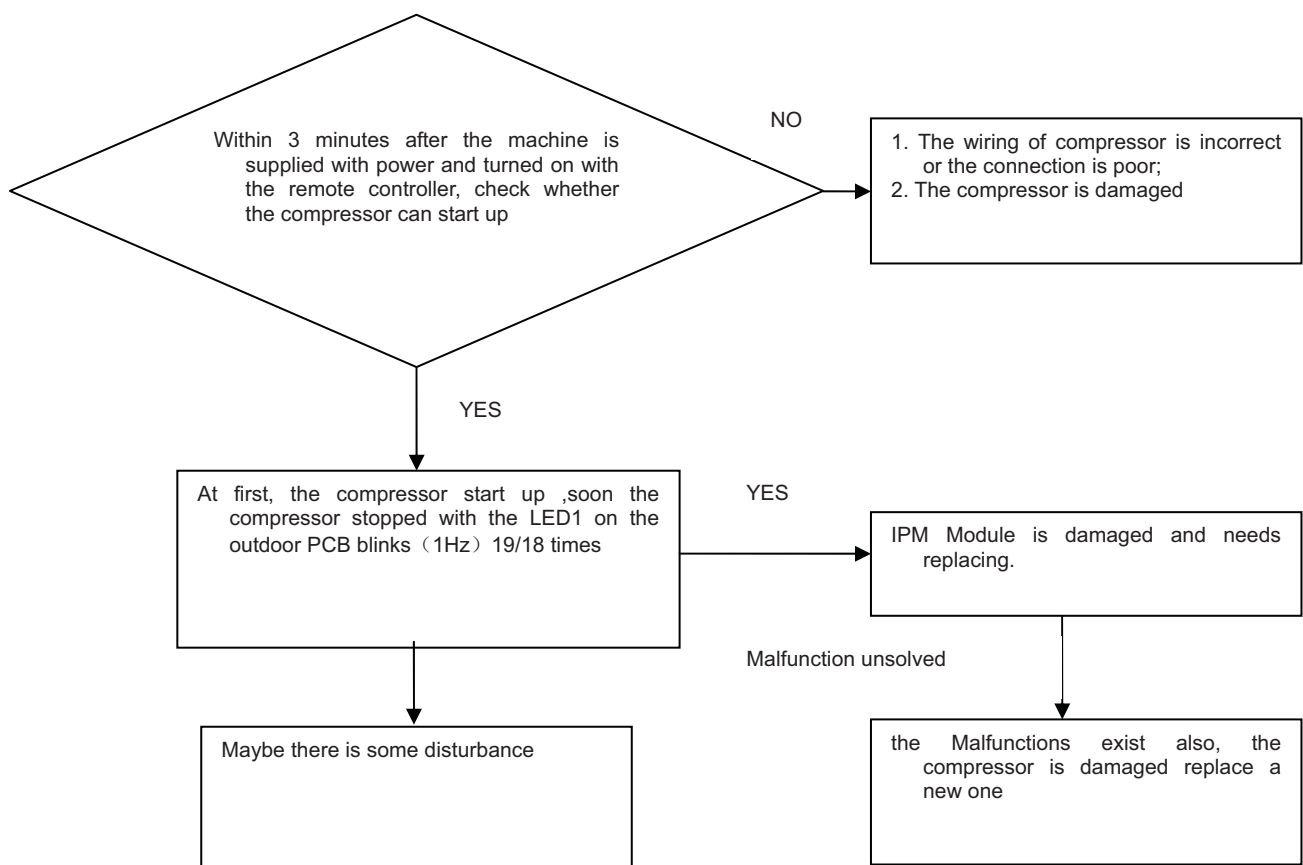 Within 3 minutes after the machine is
supplied with power and turned on with
the remote controller, check whether
the compressor can start up
NO
1. The wiring of compressor is incorrect
or the connection is poor;
2. The compressor is damaged
YES
At first, the compressor start up ,soon the
compressor stopped with the LED1 on the
outdoor PCB blinks（1Hz）19/18 times
YES
IPM Module is damaged and needs
replacing.
Malfunction unsolved
Maybe there is some disturbance
the Malfunctions exist also, the
compressor is damaged replace a
new one